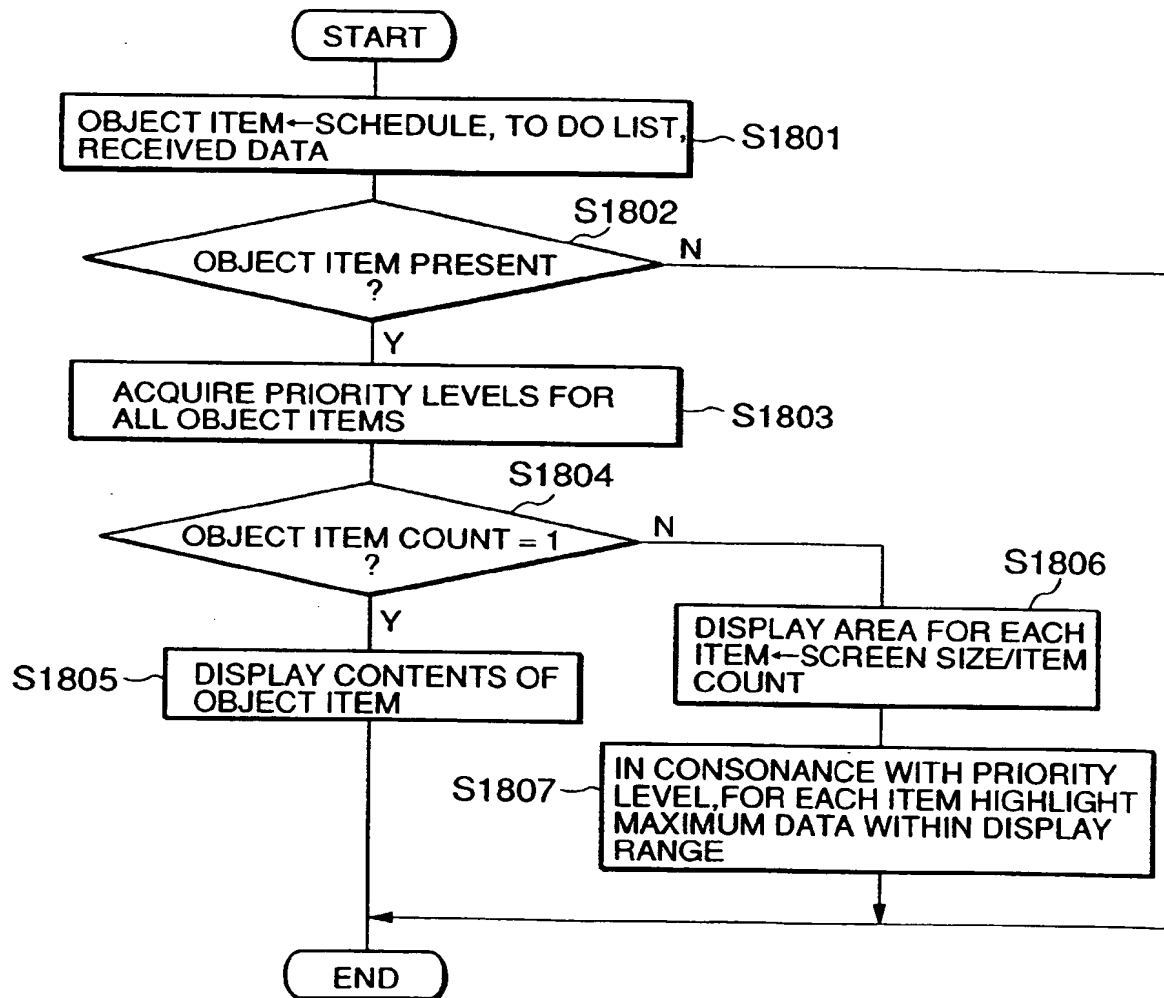 START
OBJECT ITEM←SCHEDULE, TO DO LIST,
RECEIVED DATA
S1801
S1802
OBJECT ITEM PRESENT
?
N
Y
ACQUIRE PRIORITY LEVELS FOR
ALL OBJECT ITEMS
S1803
S1804
OBJECT ITEM COUNT = 1
?
N
Y
S1806
DISPLAY AREA FOR EACH
ITEM←SCREEN SIZE/ITEM
COUNT
S1805
DISPLAY CONTENTS OF
OBJECT ITEM
S1807
IN CONSONANCE WITH PRIORITY
LEVEL,FOR EACH ITEM HIGHLIGHT
MAXIMUM DATA WITHIN DISPLAY
RANGE
END